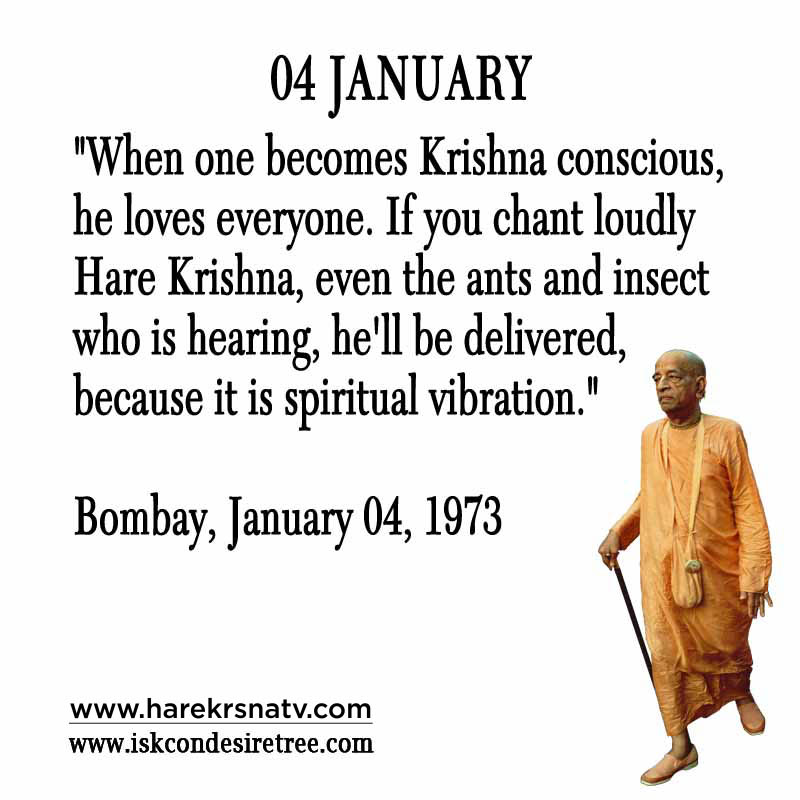 04 JANUARY
"When one becomes Krishna conscious,
he loves everyone. If you chant loudly
Hare Krishna, even the ants and insect
who is hearing, he'll be delivered,
because it is spiritual vibration."
Bombay, January 04, 1973
www.harekrsnatv.com
www.iskcondesiretree.com